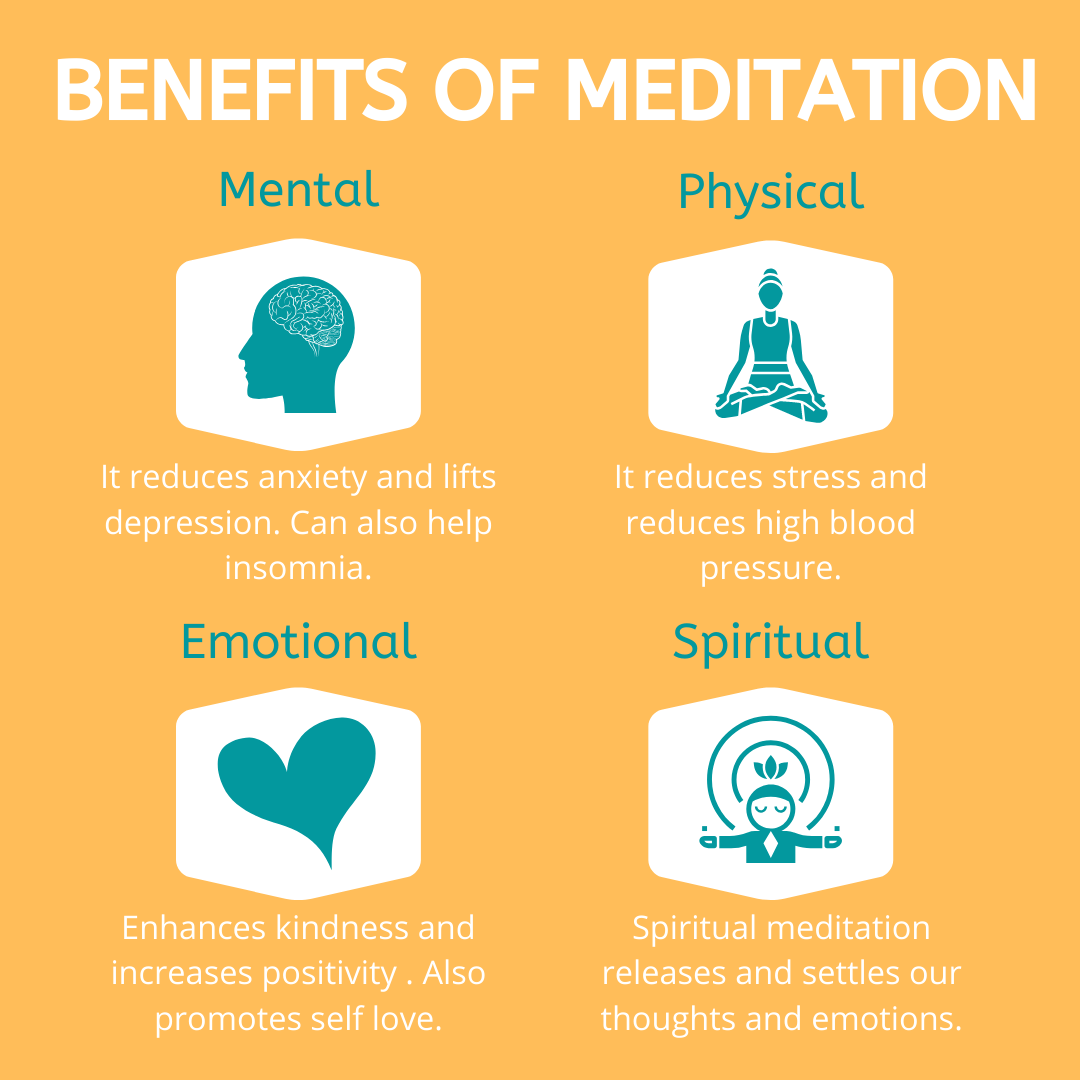 BENEFITS OF MEDITATION
Mental
It reduces anxiety and lifts
depression. Can also help
insomnia.
Physical
It reduces stress and
reduces high blood
pressure.
Emotional
Enhances kindness and
increases positivity . Also
promotes self love.
Spiritual
Spiritual meditation
releases and settles our
thoughts and emotions.